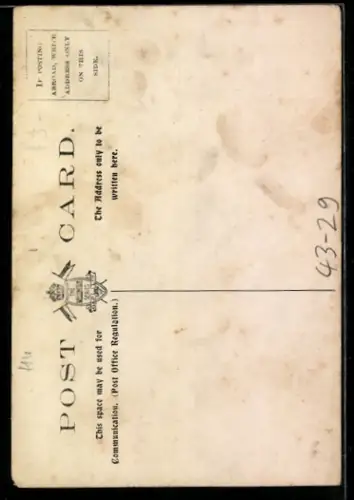 POST CARD.
This space may be used for
Communication. (Post Office Regulation.)
The Address only to be
written here.
IF POSTING
ABROAD, WRITE
ADDRESS ONLY
ON THIS
SIDE.
43-29